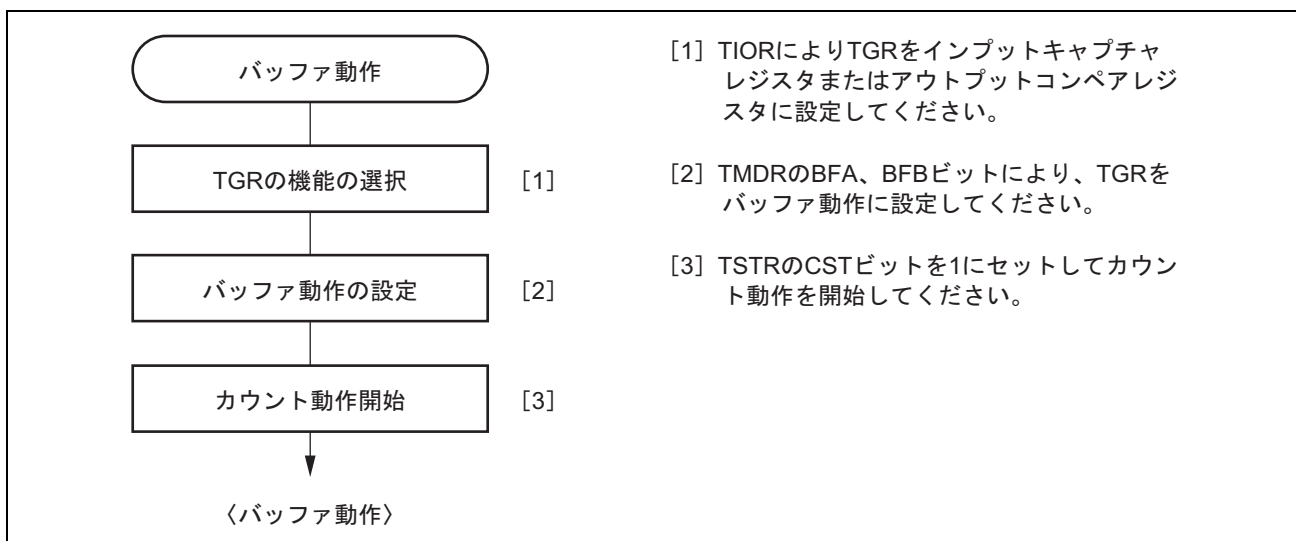 バッファ動作
TGRの機能の選択
[1]
バッファ動作の設定
[2]
カウント動作開始
[3]
〈バッファ動作〉
[1] TIORによりTGRをインプットキャプチャ
レジスタまたはアウトプットコンペアレジ
スタに設定してください。
[2] TMDRのBFA、BFBビットにより、TGRを
バッファ動作に設定してください。
[3] TSTRのCSTビットを1にセットしてカウン
ト動作を開始してください。